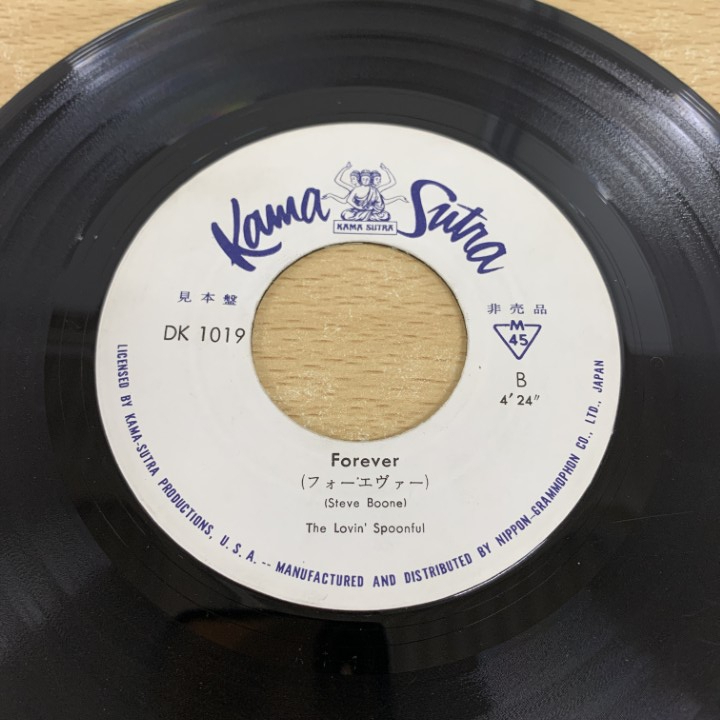 Kama Sutra
KAMA SUTRA
見本盤
DK 1019
非売品
M
45
B
4' 24"
Forever
(フォーエヴァー)
(Steve Boone)
The Lovin' Spoonful
LICENSED BY KAMA-SUTRA PRODUCTIONS, U. S. A. -- MANUFACTURED AND DISTRIBUTED BY NIPPON-GRAMMOPHON CO., LTD., JAPAN